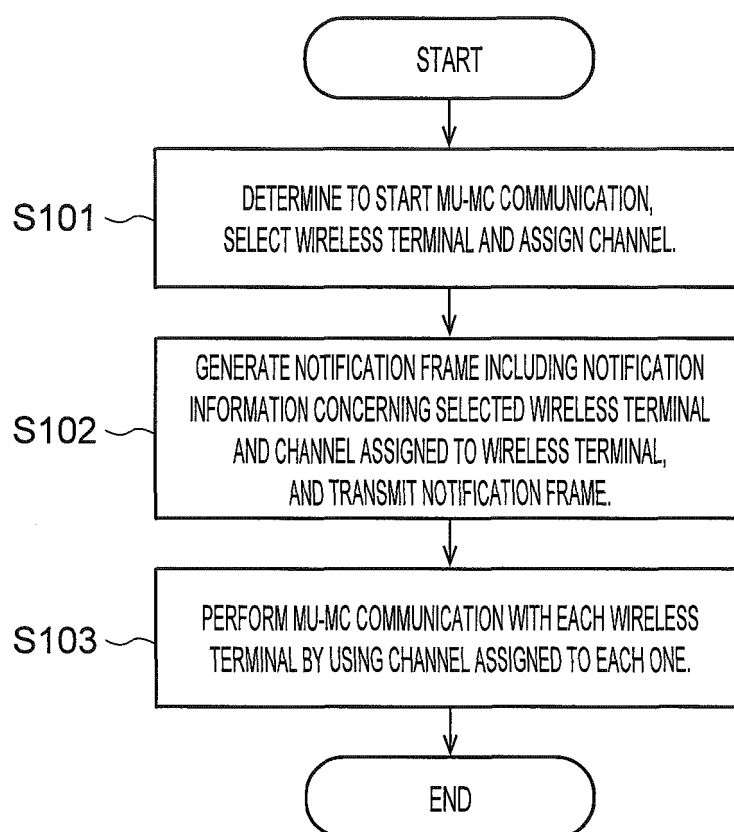 START
S101
DETERMINE TO START MU-MC COMMUNICATION,
SELECT WIRELESS TERMINAL AND ASSIGN CHANNEL.
S102
GENERATE NOTIFICATION FRAME INCLUDING NOTIFICATION
INFORMATION CONCERNING SELECTED WIRELESS TERMINAL
AND CHANNEL ASSIGNED TO WIRELESS TERMINAL,
AND TRANSMIT NOTIFICATION FRAME.
S103
PERFORM MU-MC COMMUNICATION WITH EACH WIRELESS
TERMINAL BY USING CHANNEL ASSIGNED TO EACH ONE.
END